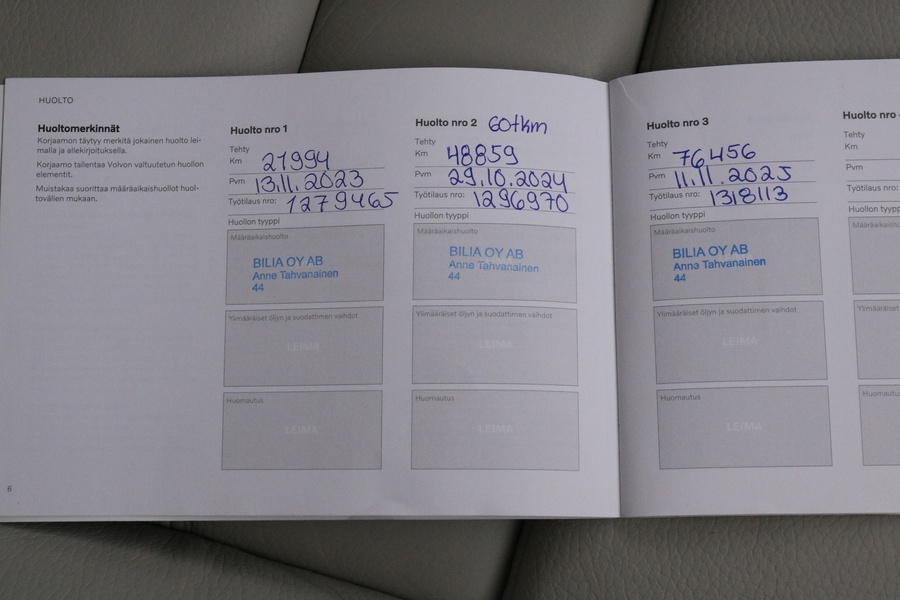 HUOLTO
Huoltomerkinnät
Korjaamon täytyy merkitä jokainen huolto lei-
malla ja allekirjoituksella.
Korjaamo tallentaa Volvon valtuutetun huollon
elementit.
Muistakaa suorittaa määräaikaishuollot huol-
tovälien mukaan.
6
Huolto nro 1
Tehty
Km 21994
Pvm 13.11.2023
Työtilaus nro: 1279465
Huollon tyyppi
Määräaikaishuolto
BILIA OY AB
Anne Tahvanainen
44
Ylimääräiset öljyn ja suodattimen vaihdot
LEIMA
Huomautus
LEIMA
Huolto nro 2 60tkm
Tehty
Km 48859
Pvm 29.10.2024
Työtilaus nro: 1296970
Huollon tyyppi
Määräaikaishuolto
BILIA OY AB
Anne Tahvanainen
44
Ylimääräiset öljyn ja suodattimen vaihdot
LEIMA
Huomautus
LEIMA
Huolto nro 3
Tehty
Km 76456
Pvm 11.11.2025
Työtilaus nro: 1318113
Huollon tyyppi
Määräaikaishuolto
BILIA OY AB
Anne Tahvanainen
44
Ylimääräiset öljyn ja suodattimen vaihdot
LEIMA
Huomautus
LEIMA
Huolto nro
Tehty
Km
Pvm
Työtilaus nro:
Huollon tyyppi